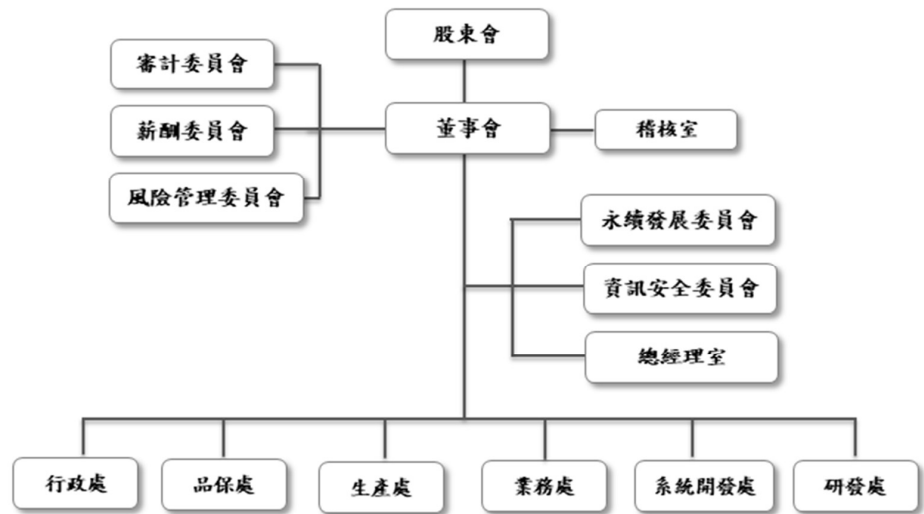 股東會
審計委員會
董事會
稽核室
薪酬委員會
風險管理委員會
永續發展委員會
資訊安全委員會
總經理室
行政處
品保處
生產處
業務處
系統開發處
研發處